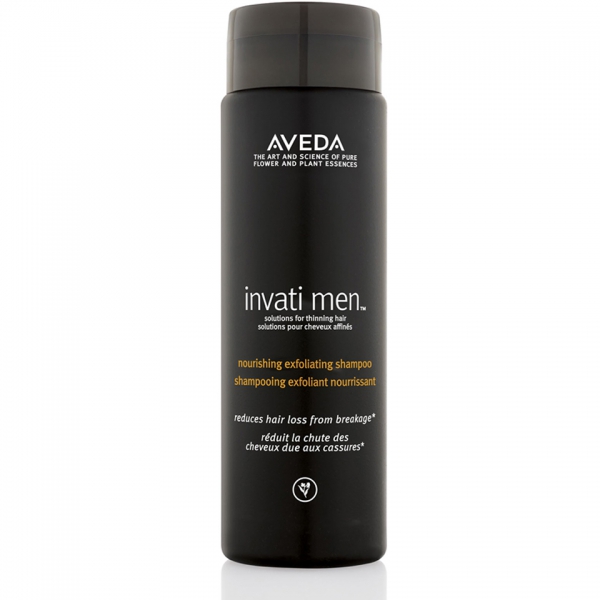 AVEDA
THE ART AND SCIENCE OF PURE
FLOWER AND PLANT ESSENCES
invati men™
solutions for thinning hair
solutions pour cheveux affinés
nourishing exfoliating shampoo
shampooing exfoliant nourrissant
reduces hair loss from breakage*
réduit la chute des
cheveux due aux cassures*